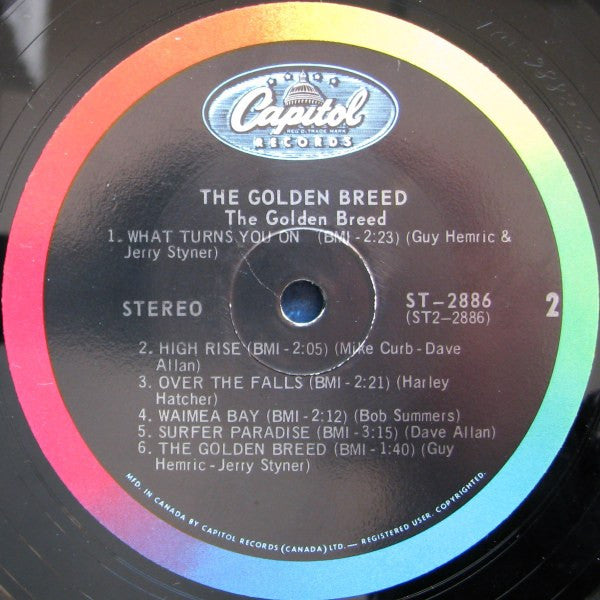 Capitol
REG'D. TRADE MARK
RECORDS
THE GOLDEN BREED
The Golden Breed
1. WHAT TURNS YOU ON (BMI - 2:23) (Guy Hemric &
Jerry Styner)
STEREO
ST-2886
(ST2-2886)
2
2. HIGH RISE (BMI - 2:05) (Mike Curb - Dave
Allan)
3. OVER THE FALLS (BMI - 2:21) (Harley
Hatcher)
4. WAIMEA BAY (BMI - 2:12) (Bob Summers)
5. SURFER PARADISE (BMI - 3:15) (Dave Allan)
6. THE GOLDEN BREED (BMI - 1:40) (Guy
Hemric - Jerry Styner)
MFD. IN CANADA BY CAPITOL RECORDS (CANADA) LTD. — REGISTERED USER. COPYRIGHTED.